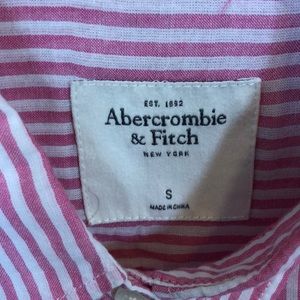 EST. 1892
Abercrombie
& Fitch
NEW YORK
S
MADE IN CHINA